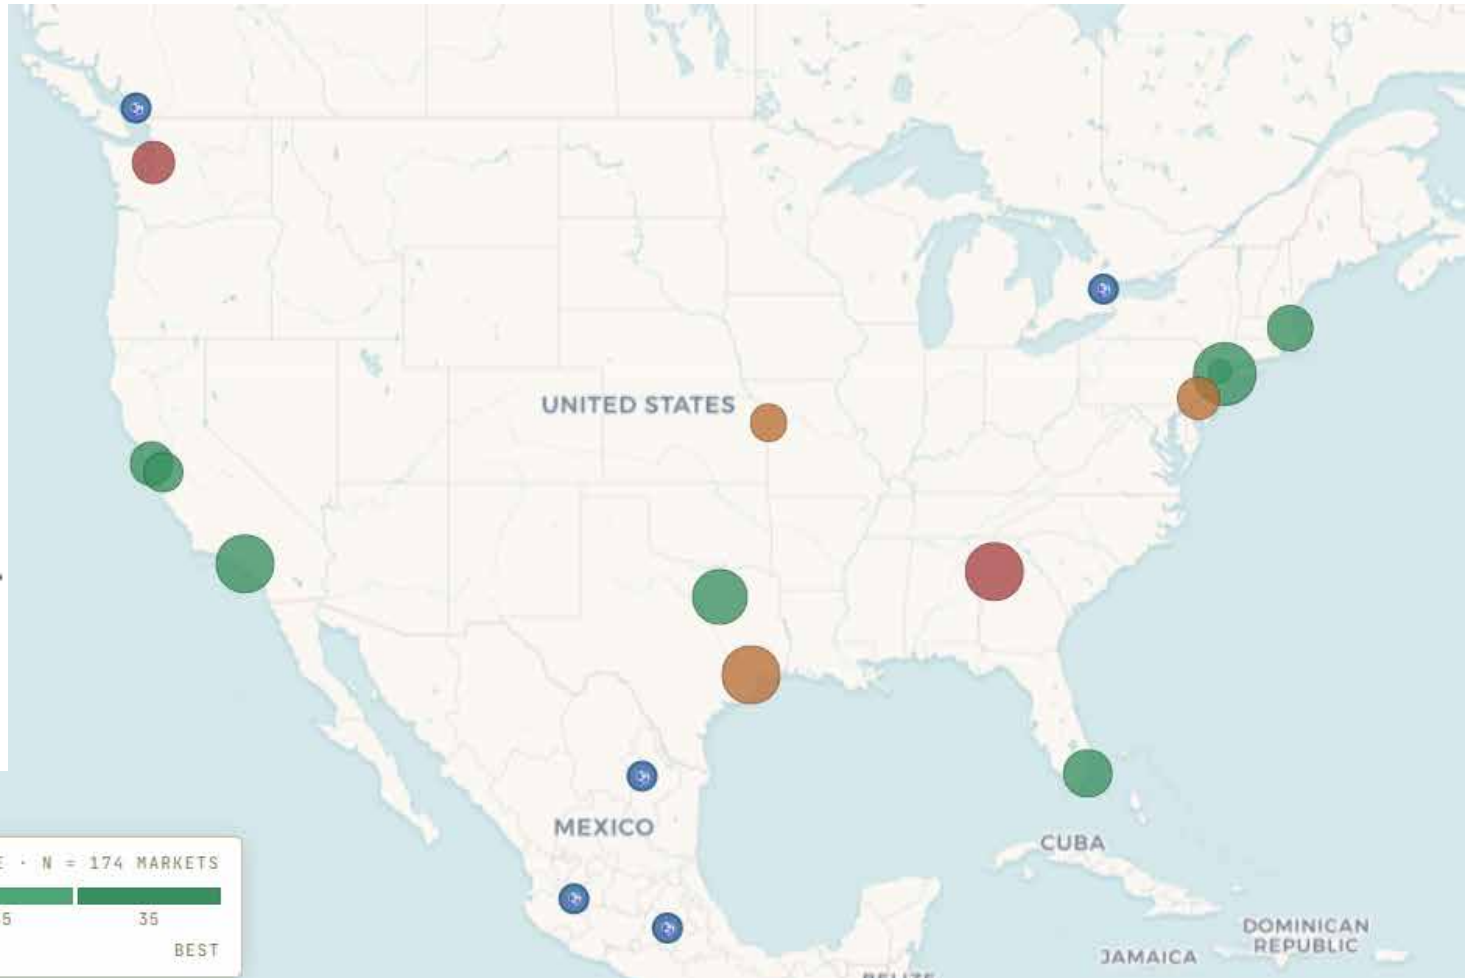 UNITED STATES
MEXICO
CUBA
DOMINICAN
REPUBLIC
JAMAICA
· N = 174 MARKETS
35
BEST